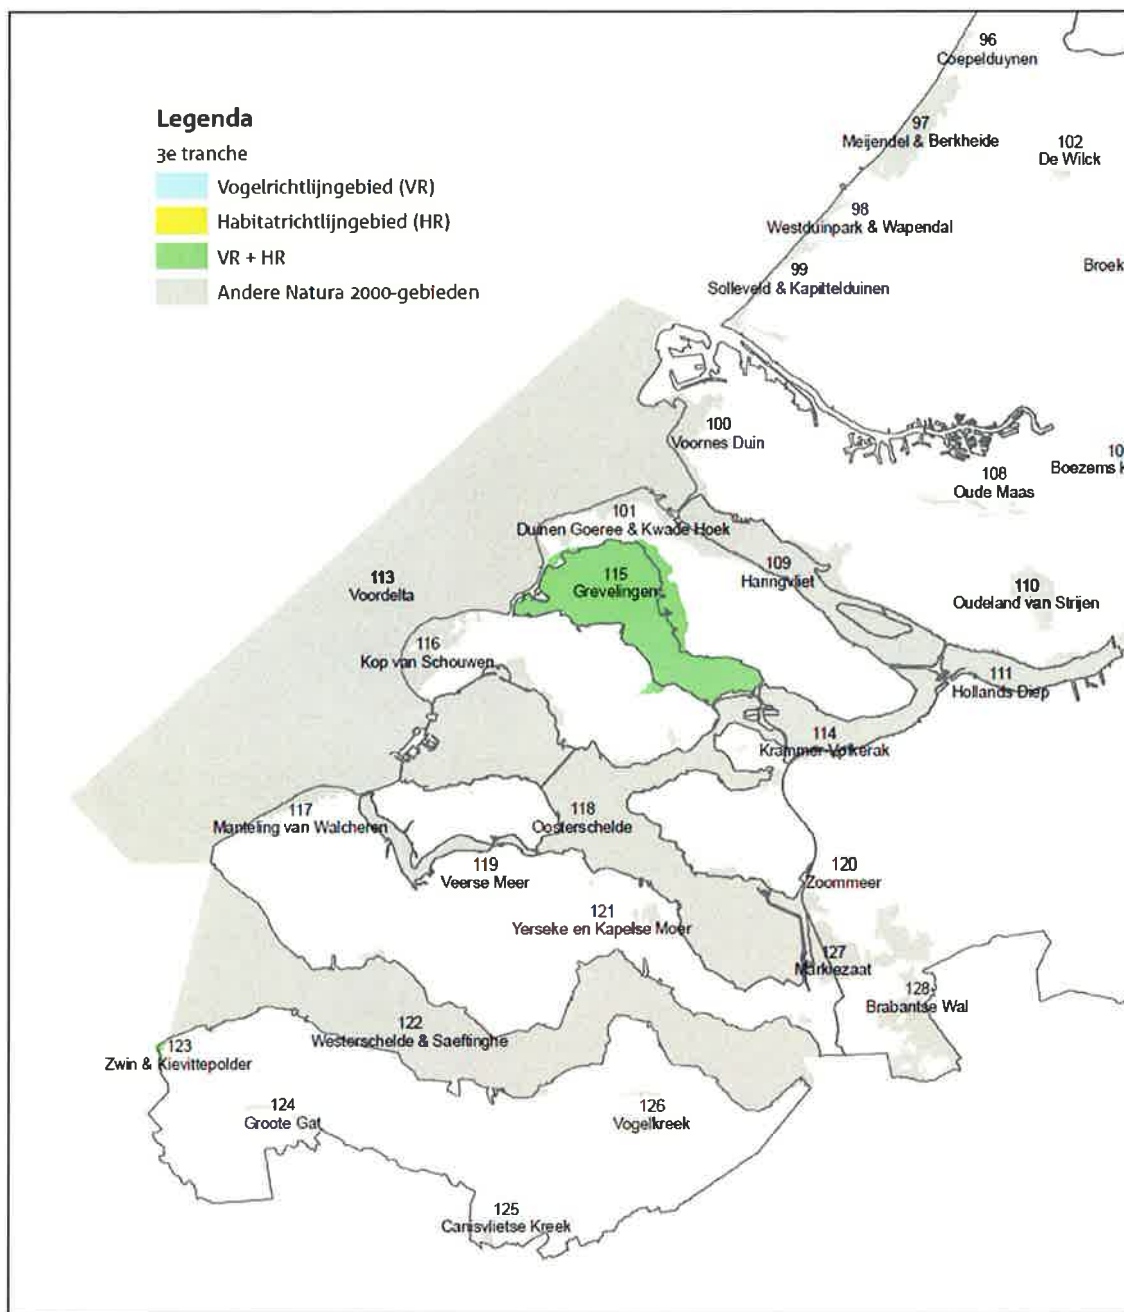 96
Coepelduynen
Legenda
3e tranche
Vogelrichtlijngebied (VR)
Habitatrichtlijngebied (HR)
VR + HR
Andere Natura 2000-gebieden
97
Meijendel & Berkheide
102
De Wilck
98
Westduinpark & Wapendal
99
Solleveld & Kapittelduinen
Broek
100
Voornes Duin
10
Boezems K
108
Oude Maas
101
Duinen Goeree & Kwade Hoek
109
Haringvliet
113
Voordelta
115
Grevelingen
110
Oudeland van Strijen
116
Kop van Schouwen
111
Hollands Diep
114
Krammer-Volkerak
117
Manteling van Walcheren
118
Oosterschelde
119
Veerse Meer
120
Zoommeer
121
Yerseke en Kapelse Moer
127
Markiezaat
128
Brabantse Wal
122
Westerschelde & Saeftinghe
123
Zwin & Kievittepolder
124
Groote Gat
126
Vogelkreek
125
Canisvlietse Kreek